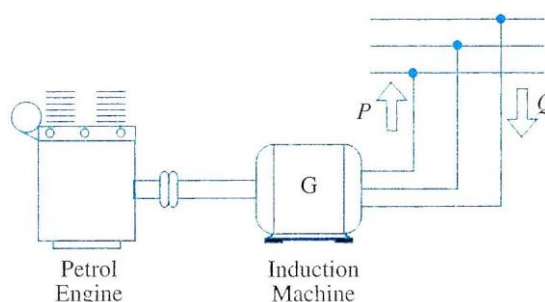 P
Q
G
Petrol
Engine
Induction
Machine